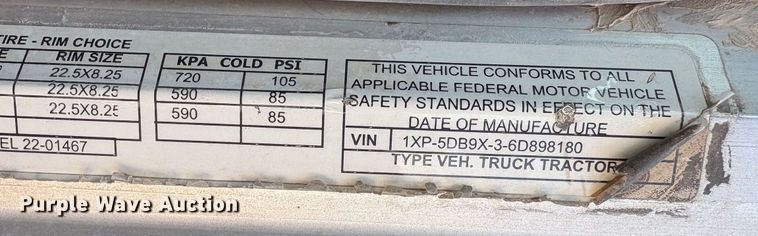 TIRE - RIM CHOICE
RIM SIZE
22.5X8.25
22.5X8.25
22.5X8.25
KPA COLD PSI
720 105
590 85
590 85
EL 22-01467
THIS VEHICLE CONFORMS TO ALL
APPLICABLE FEDERAL MOTOR VEHICLE
SAFETY STANDARDS IN EFFECT ON THE
DATE OF MANUFACTURE
VIN 1XP-5DB9X-3-6D898180
TYPE VEH. TRUCK TRACTOR
Purple Wave Auction